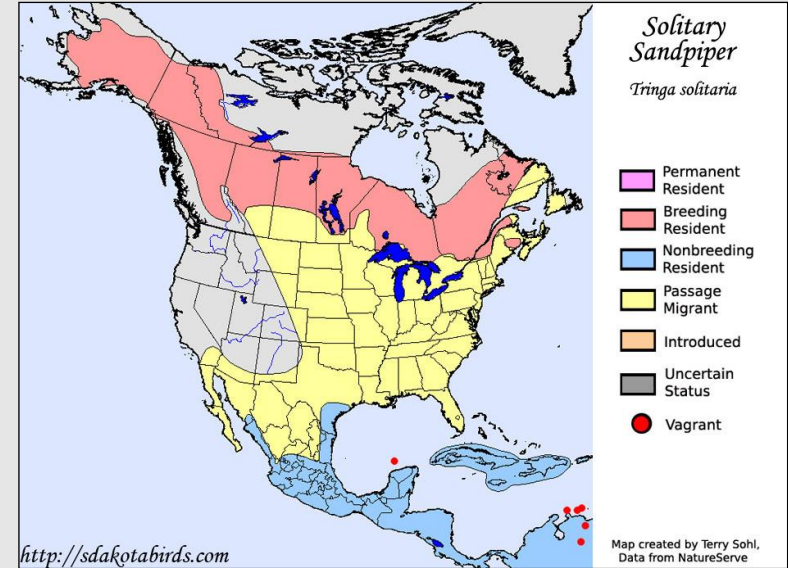 Solitary
Sandpiper
Tringa solitaria
Permanent
Resident
Breeding
Resident
Nonbreeding
Resident
Passage
Migrant
Introduced
Uncertain
Status
Vagrant
Map created by Terry Sohl,
Data from NatureServe
http://sdakotabirds.com